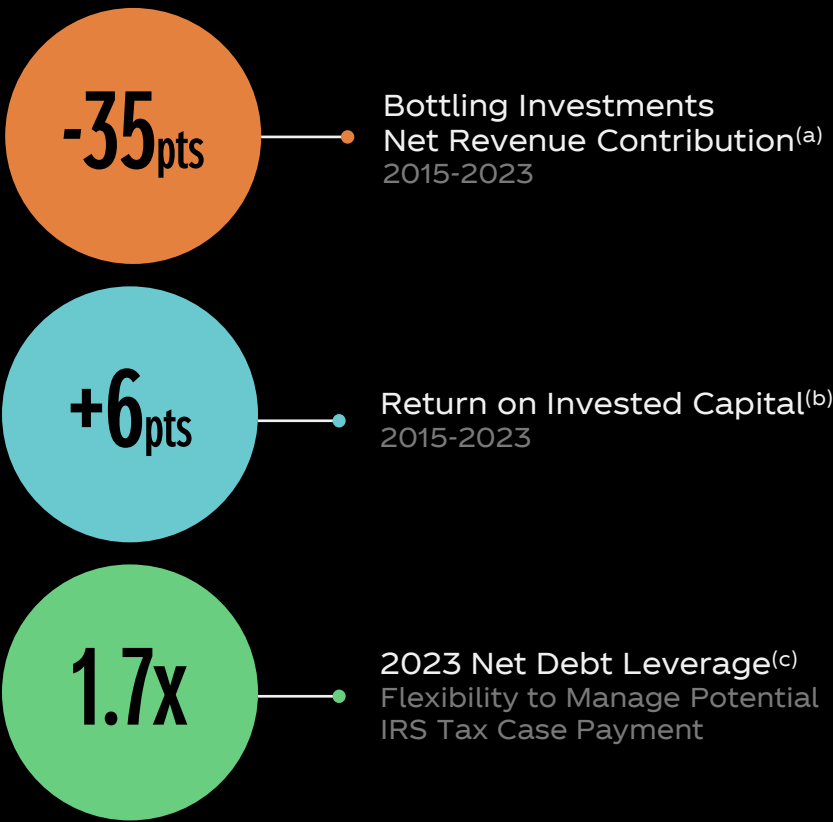 -35pts
Bottling Investments
Net Revenue Contribution(a)
2015-2023
+6pts
Return on Invested Capital(b)
2015-2023
1.7x
2023 Net Debt Leverage(c)
Flexibility to Manage Potential
IRS Tax Case Payment